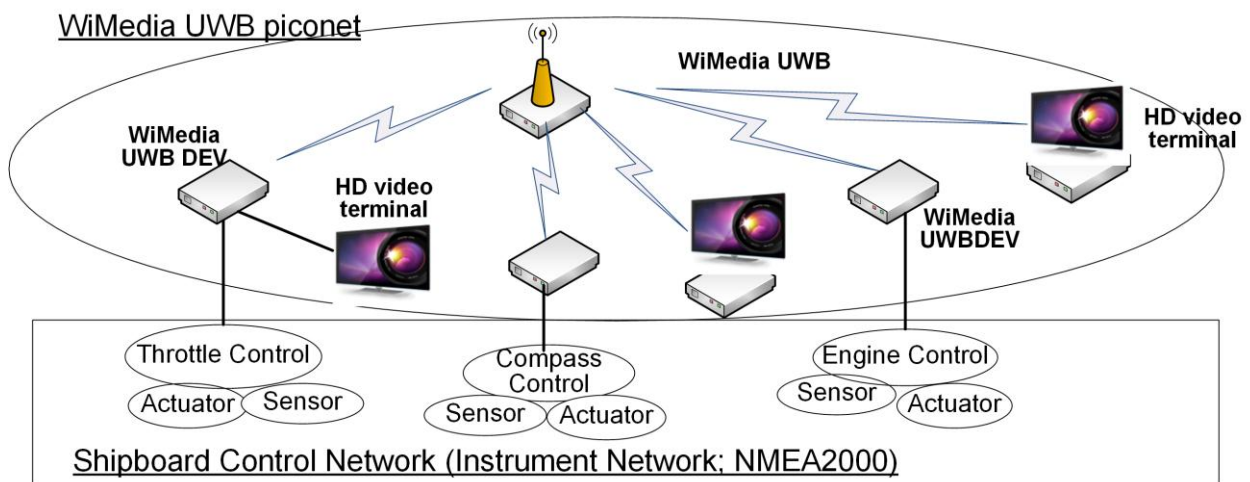 WiMedia UWB piconet
WiMedia UWB
WiMedia
UWB DEV
HD video
terminal
HD video
terminal
WiMedia
UWBDEV
Throttle Control
Actuator
Sensor
Compass
Control
Sensor
Actuator
Engine Control
Sensor
Actuator
Shipboard Control Network (Instrument Network; NMEA2000)